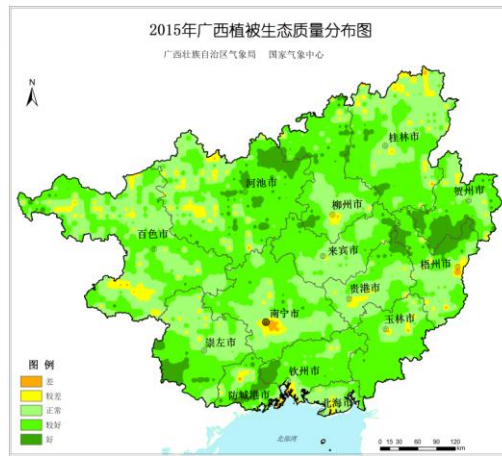 2015年广西植被生态质量分布图
广西壮族自治区气象局 国家气象中心
N
桂林市
河池市
贺州市
柳州市
百色市
来宾市
梧州市
贵港市
南宁市
玉林市
崇左市
图 例
差
较差
正常
较好
好
钦州市
防城港市
北海市
北部湾
0 15 30 60 90 120
km